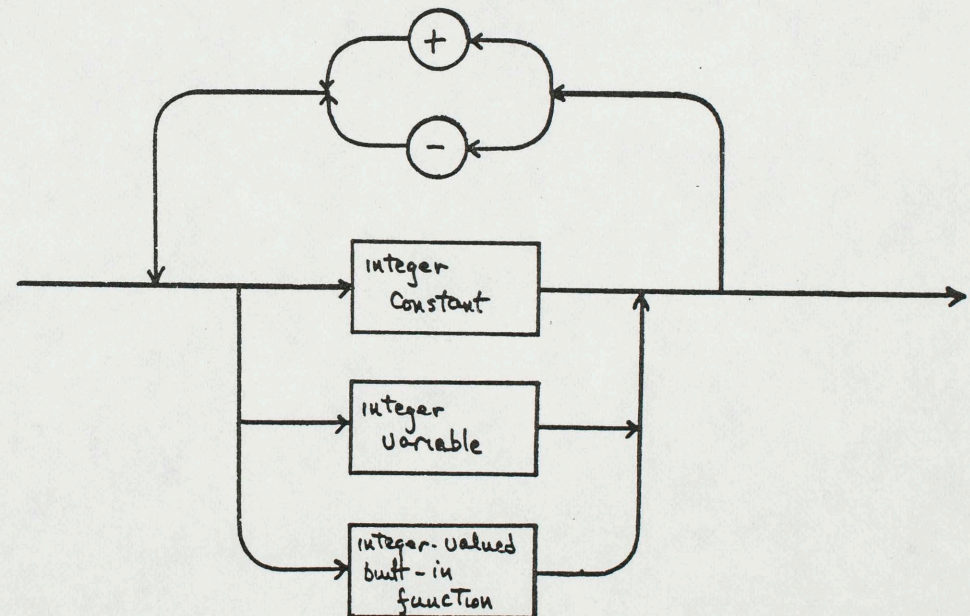 +
-
integer
Constant
integer
variable
integer-valued
built-in
function